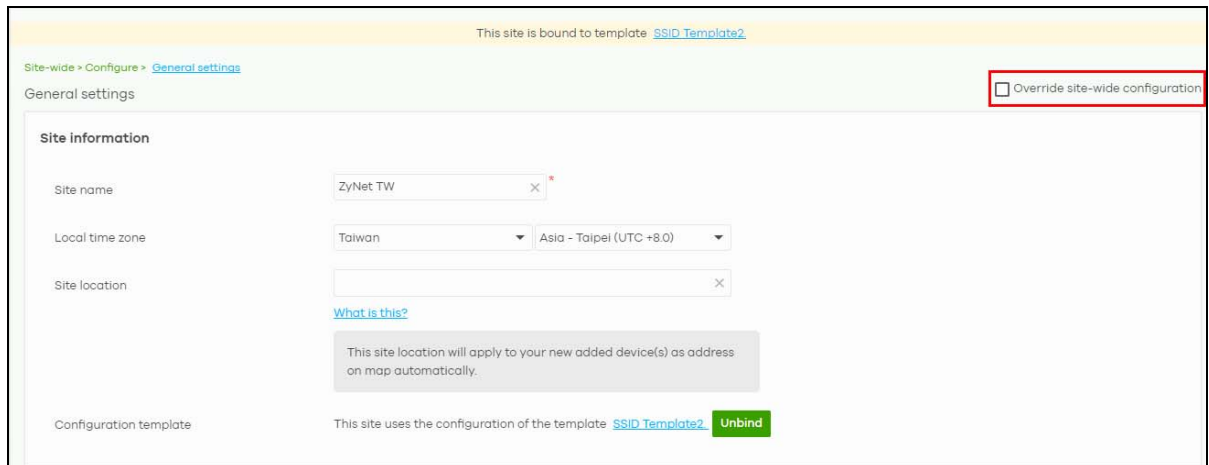 This site is bound to template SSID Template2.
Site-wide > Configure > General settings
General settings
Override site-wide configuration
Site information
Site name
ZyNet TW
*
Local time zone
Taiwan
Asia - Taipei (UTC +8.0)
Site location
What is this?
This site location will apply to your new added device(s) as address
on map automatically.
Configuration template
This site uses the configuration of the template SSID Template2.
Unbind